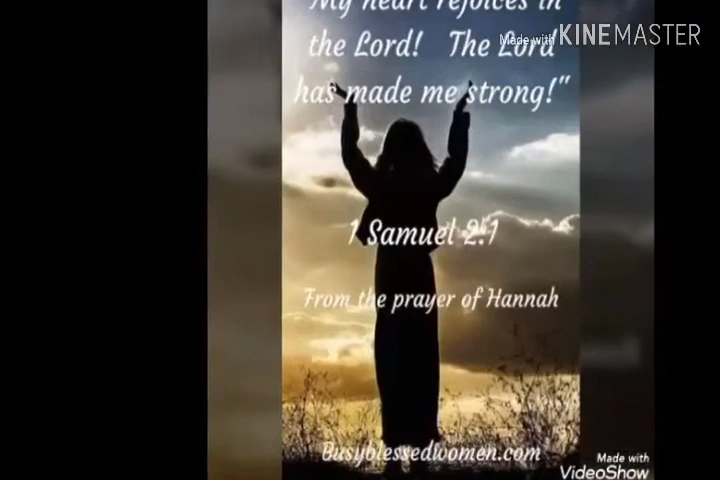 "My heart rejoices in
the Lord! The Lord
has made me strong!"
1 Samuel 2:1
From the prayer of Hannah
Busyblessedwomen.com
Made with KINEMASTER
Made with
VideoShow